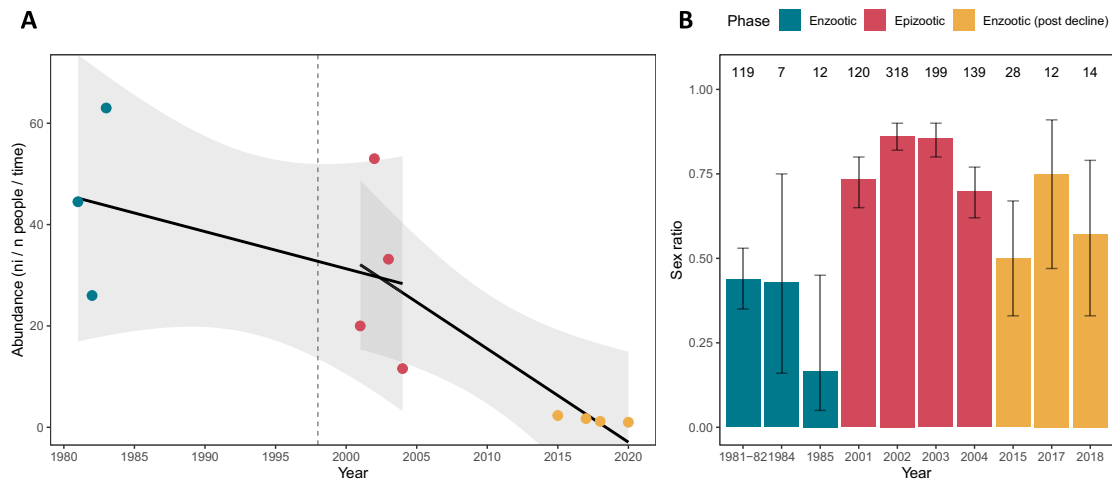 A
Abundance (ni / n people / time)
60
40
20
0
1980 1985 1990 1995 2000 2005 2010 2015 2020
Year
B
Phase Enzootic Epizootic Enzootic (post decline)
119 7 12 120 318 199 139 28 12 14
Sex ratio
1.00
0.75
0.50
0.25
0.00
1981−82 1984 1985 2001 2002 2003 2004 2015 2017 2018
Year